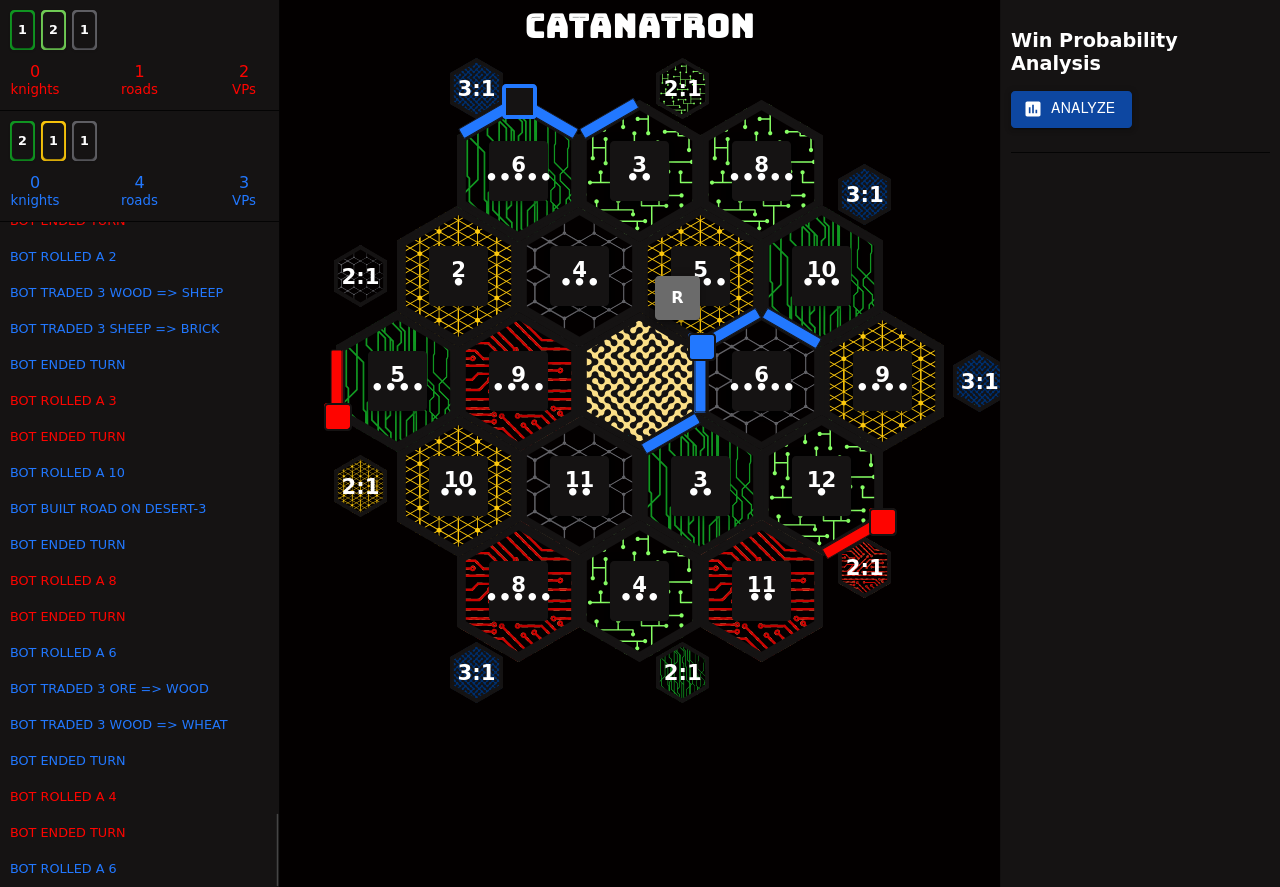 CATANATRON
1 2 1
0 1 2
knights roads VPs
2 1 1
0 4 3
knights roads VPs
BOT ENDED TURN
BOT ROLLED A 2
BOT TRADED 3 WOOD => SHEEP
BOT TRADED 3 SHEEP => BRICK
BOT ENDED TURN
BOT ROLLED A 3
BOT ENDED TURN
BOT ROLLED A 10
BOT BUILT ROAD ON DESERT-3
BOT ENDED TURN
BOT ROLLED A 8
BOT ENDED TURN
BOT ROLLED A 6
BOT TRADED 3 ORE => WOOD
BOT TRADED 3 WOOD => WHEAT
BOT ENDED TURN
BOT ROLLED A 4
BOT ENDED TURN
BOT ROLLED A 6
3:1 2:1
6 3 8
3:1
2:1 2 4 5 10
R
5 9 6 9 3:1
2:1 10 11 3 12
2:1
8 4 11
3:1 2:1
Win Probability
Analysis
ANALYZE